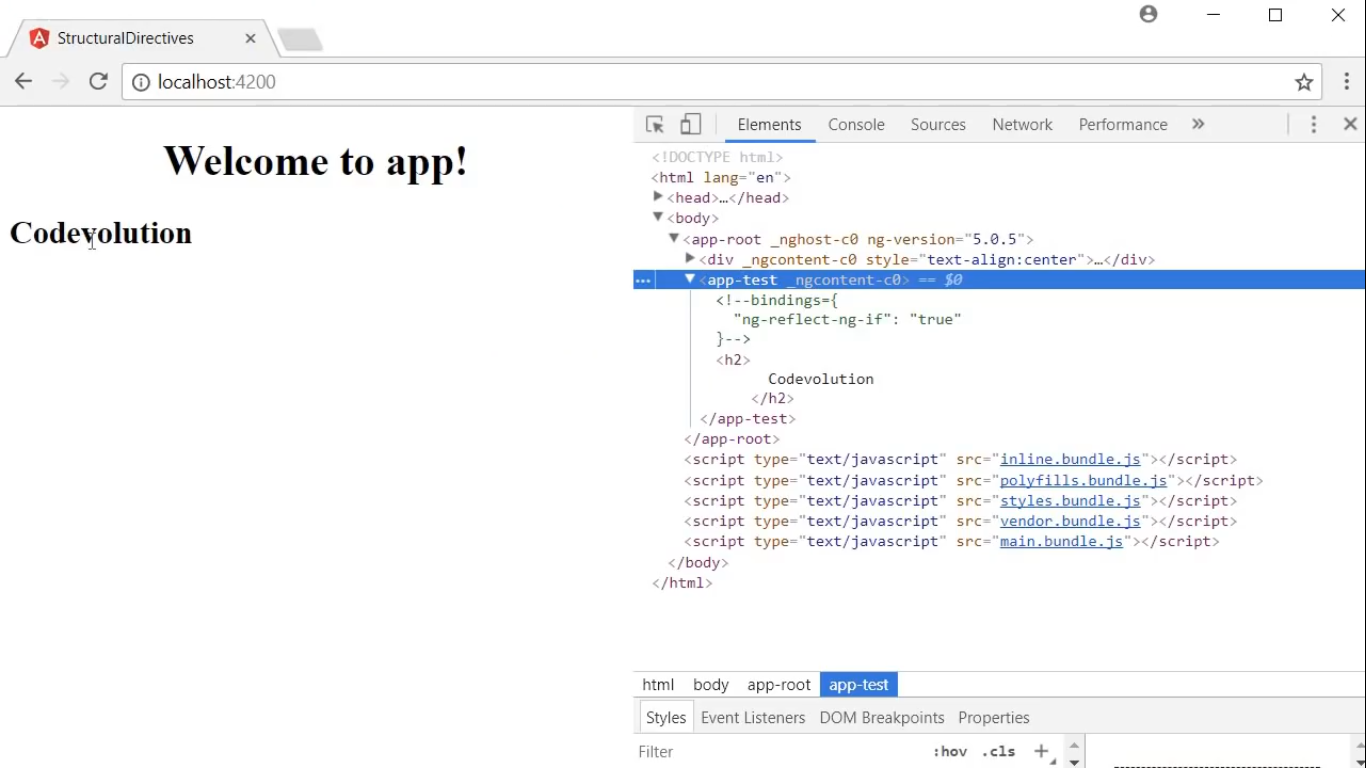 StructuralDirectives
localhost:4200
Welcome to app!
Codevolution
Elements Console Sources Network Performance »
<!DOCTYPE html>
<html lang="en">
<head>…</head>
<body>
<app-root _nghost-c0 ng-version="5.0.5">
<div _ngcontent-c0 style="text-align:center">…</div>
… <app-test _ngcontent-c0> == $0
<!--bindings={
"ng-reflect-ng-if": "true"
}-->
<h2>
Codevolution
</h2>
</app-test>
</app-root>
<script type="text/javascript" src="inline.bundle.js"></script>
<script type="text/javascript" src="polyfills.bundle.js"></script>
<script type="text/javascript" src="styles.bundle.js"></script>
<script type="text/javascript" src="vendor.bundle.js"></script>
<script type="text/javascript" src="main.bundle.js"></script>
</body>
</html>
html body app-root app-test
Styles Event Listeners DOM Breakpoints Properties
Filter :hov .cls +